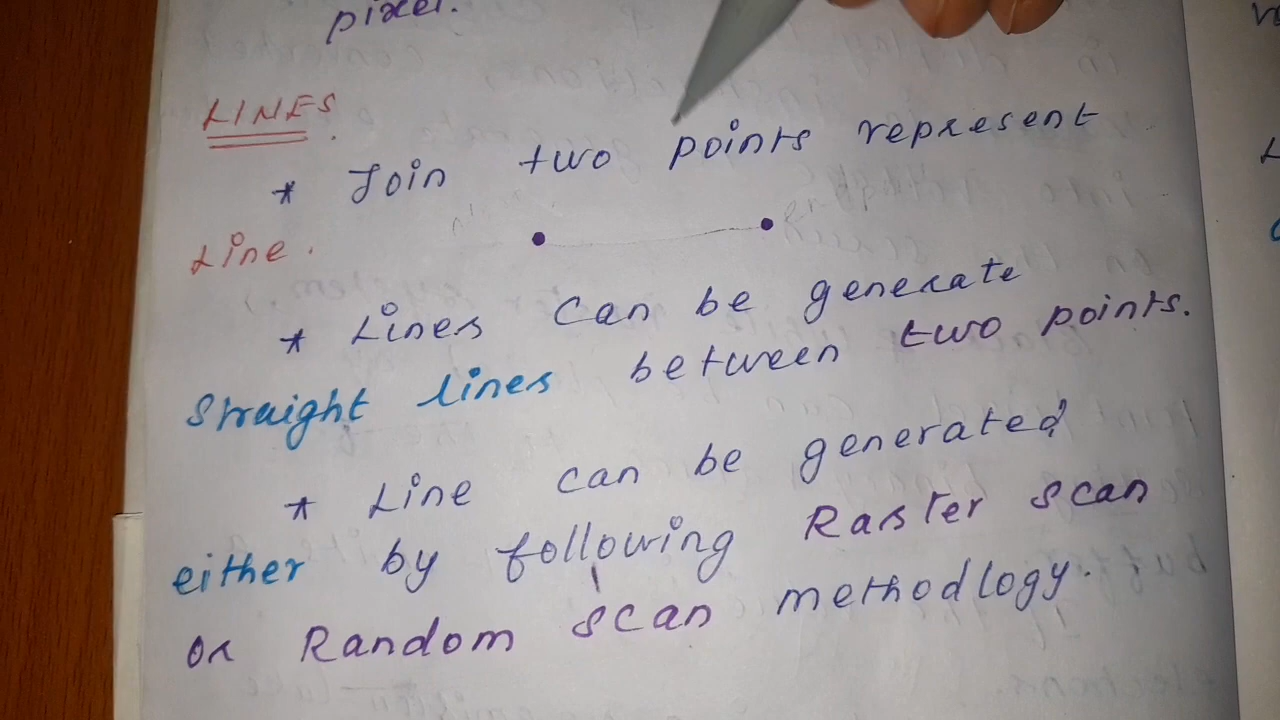 pixel.
LINES.
* Join two points represent
Line.
* Lines can be generate
Straight lines between two points.
* Line can be generated
either by following Raster scan
or Random scan methodlogy.